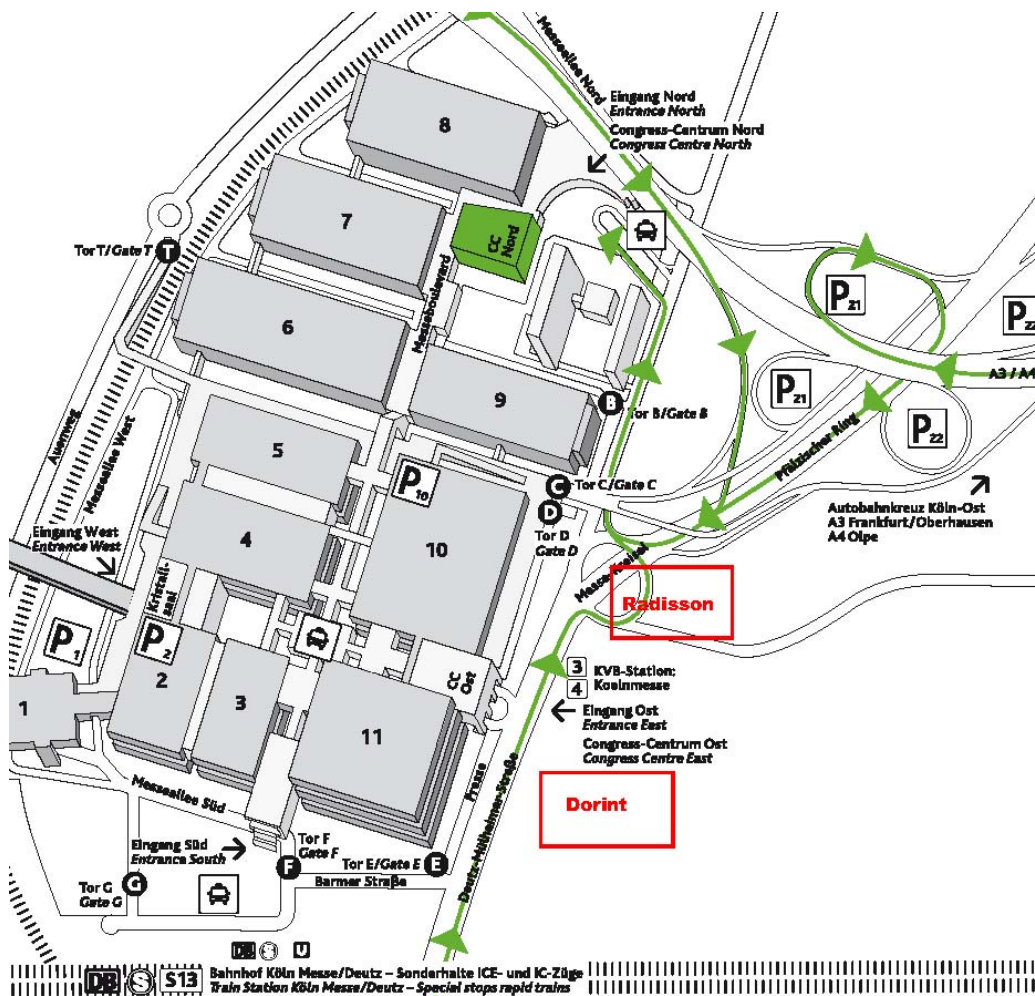 Messeallee Nord
Eingang Nord
Entrance North
Congress-Centrum Nord
Congress Centre North
8
7
CC
Nord
Tor T/Gate T
T
Messeboulevard
6
P21
P22
A3 / A4
9
B
Tor B/Gate B
P21
P22
Pfälzischer Ring
Auenweg
Messeallee West
5
P10
C
Tor C/Gate C
D
Tor D
Gate D
Autobahnkreuz Köln-Ost
A3 Frankfurt/Oberhausen
A4 Olpe
Eingang West
Entrance West
4
10
Messe-Kreisel
Kristall-
saal
Radisson
P1
P2
CC
Ost
3
4
KVB-Station:
Koelnmesse
1
2
3
11
Eingang Ost
Entrance East
Congress-Centrum Ost
Congress Centre East
Messeallee Süd
Deutz-Mülheimer-Straße
Dorint
Eingang Süd
Entrance South
Tor F
Gate F
F
Tor E/Gate E
E
Tor G
Gate G
G
Barmer Straße
DB S U
DB S S13
Bahnhof Köln Messe/Deutz – Sonderhalte ICE- und IC-Züge
Train Station Köln Messe/Deutz – Special stops rapid trains